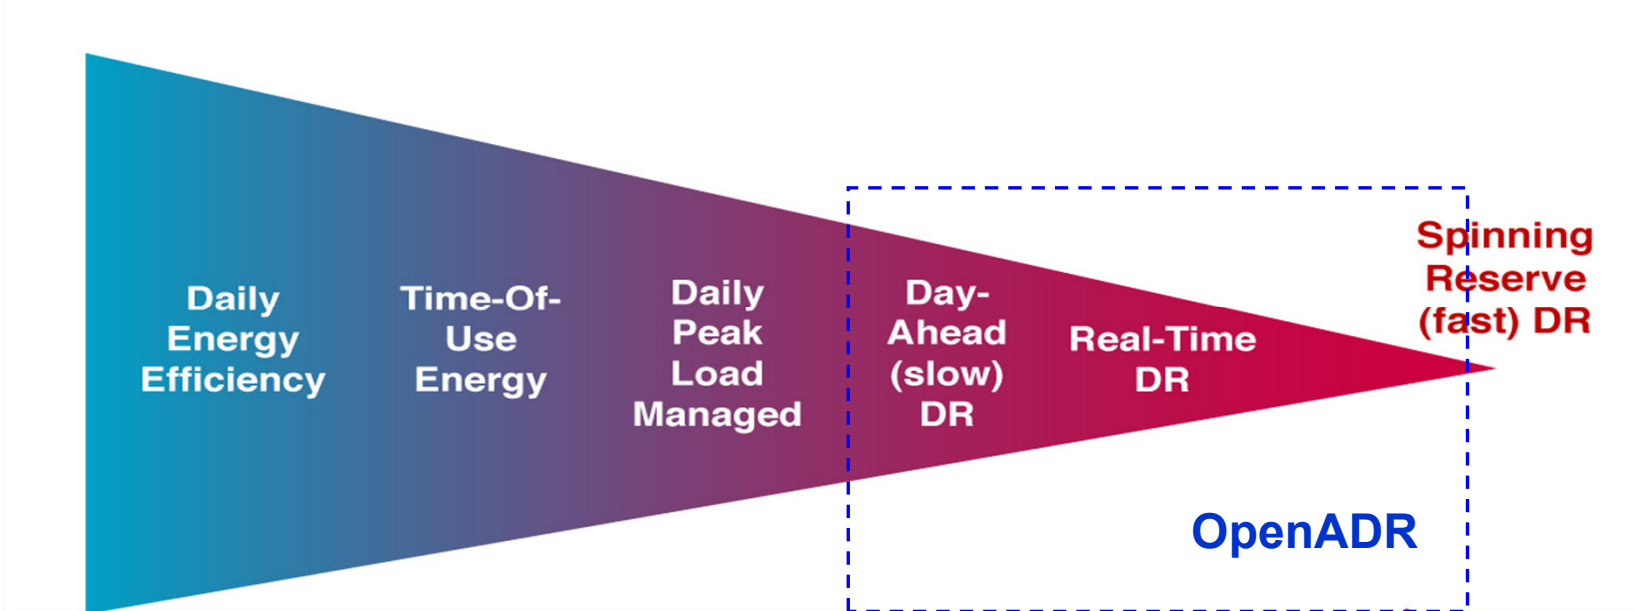 Daily
Energy
Efficiency
Time-Of-
Use
Energy
Daily
Peak
Load
Managed
Day-
Ahead
(slow)
DR
Real-Time
DR
Spinning
Reserve
(fast) DR
OpenADR